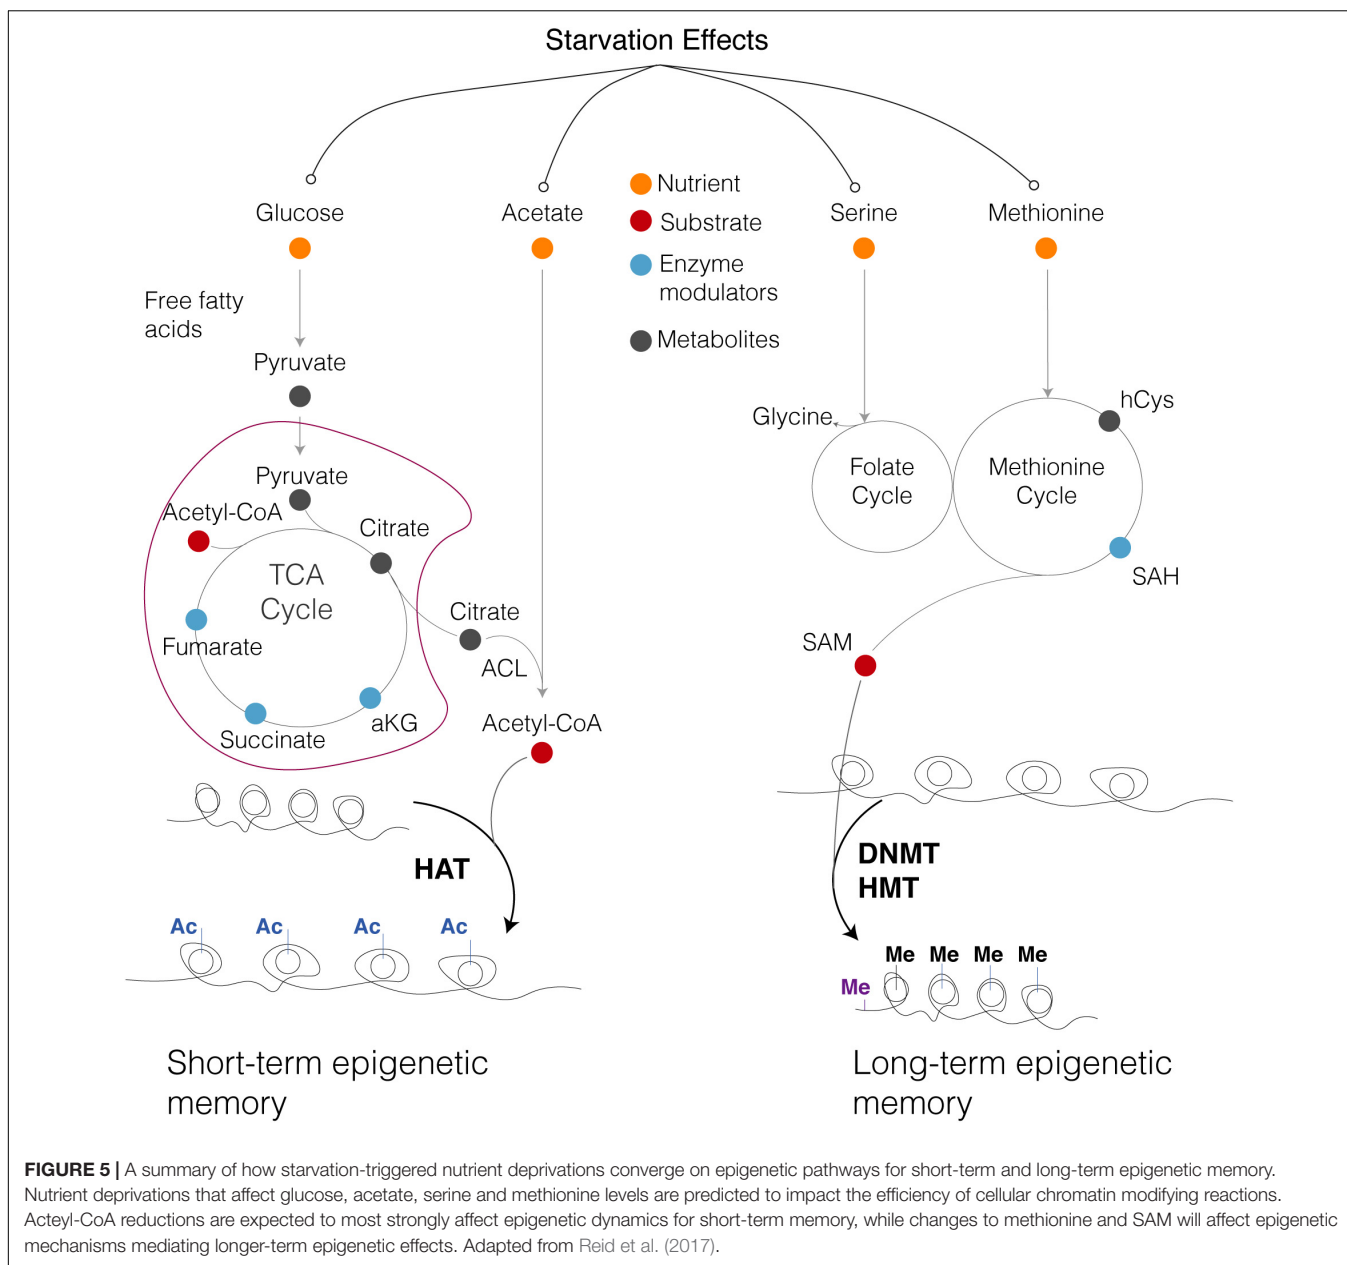 Starvation Effects
Glucose
Acetate
Nutrient
Substrate
Enzyme
modulators
Metabolites
Serine
Methionine
Free fatty
acids
Pyruvate
Pyruvate
Acetyl-CoA
Citrate
TCA
Cycle
Fumarate
Succinate
aKG
Citrate
ACL
Acetyl-CoA
Glycine
Folate
Cycle
Methionine
Cycle
hCys
SAH
SAM
HAT
Ac
Ac
Ac
Ac
Short-term epigenetic
memory
DNMT
HMT
Me Me Me Me
Me
Long-term epigenetic
memory
FIGURE 5 | A summary of how starvation-triggered nutrient deprivations converge on epigenetic pathways for short-term and long-term epigenetic memory.
Nutrient deprivations that affect glucose, acetate, serine and methionine levels are predicted to impact the efficiency of cellular chromatin modifying reactions.
Acteyl-CoA reductions are expected to most strongly affect epigenetic dynamics for short-term memory, while changes to methionine and SAM will affect epigenetic
mechanisms mediating longer-term epigenetic effects. Adapted from Reid et al. (2017).